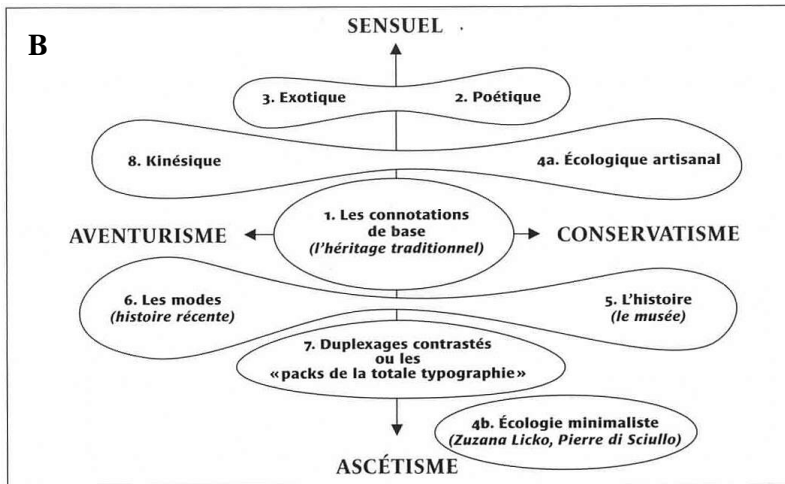 B
SENSUEL
3. Exotique
2. Poétique
8. Kinésique
4a. Écologique artisanal
1. Les connotations
de base
(l'héritage traditionnel)
AVENTURISME
CONSERVATISME
6. Les modes
(histoire récente)
5. L'histoire
(le musée)
7. Duplexages contrastés
ou les
«packs de la totale typographie»
4b. Écologie minimaliste
(Zuzana Licko, Pierre di Sciullo)
ASCÉTISME